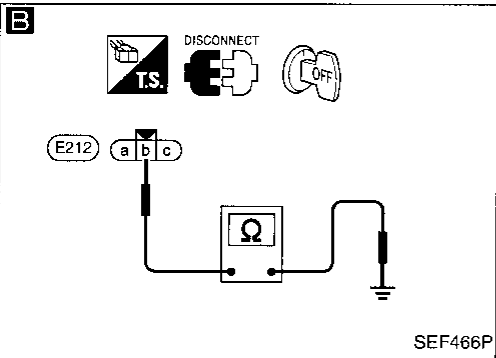 B
DISCONNECT
T.S.
OFF
E212 a b c
Ω
SEF466P